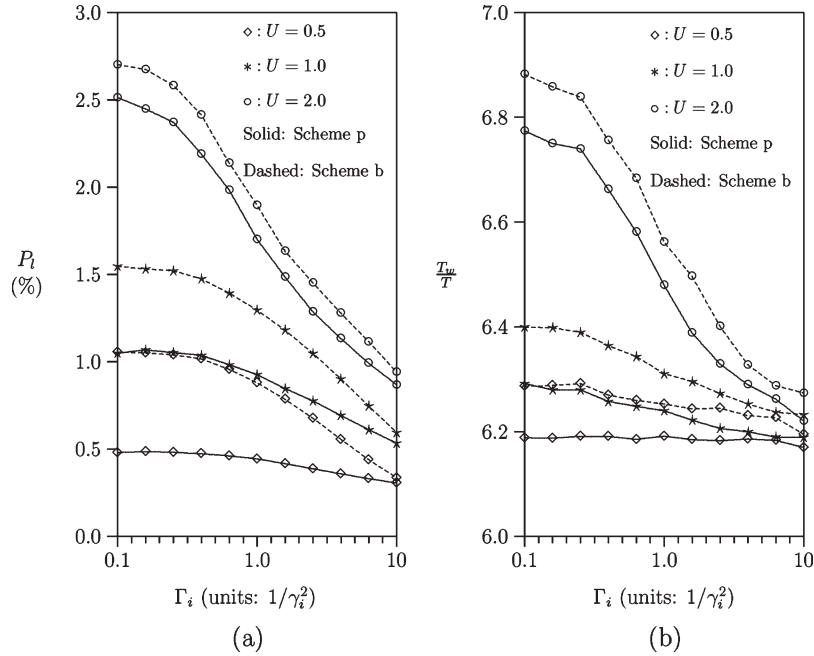 3.0
2.5
2.0
1.5
1.0
0.5
0.0
P_l
(%)
◇ : U = 0.5
★ : U = 1.0
○ : U = 2.0
Solid: Scheme p
Dashed: Scheme b
0.1
1.0
10
Γ_i (units: 1/γ_i^2)
(a)
7.0
6.8
6.6
6.4
6.2
6.0
T_w/T
◇ : U = 0.5
★ : U = 1.0
○ : U = 2.0
Solid: Scheme p
Dashed: Scheme b
0.1
1.0
10
Γ_i (units: 1/γ_i^2)
(b)